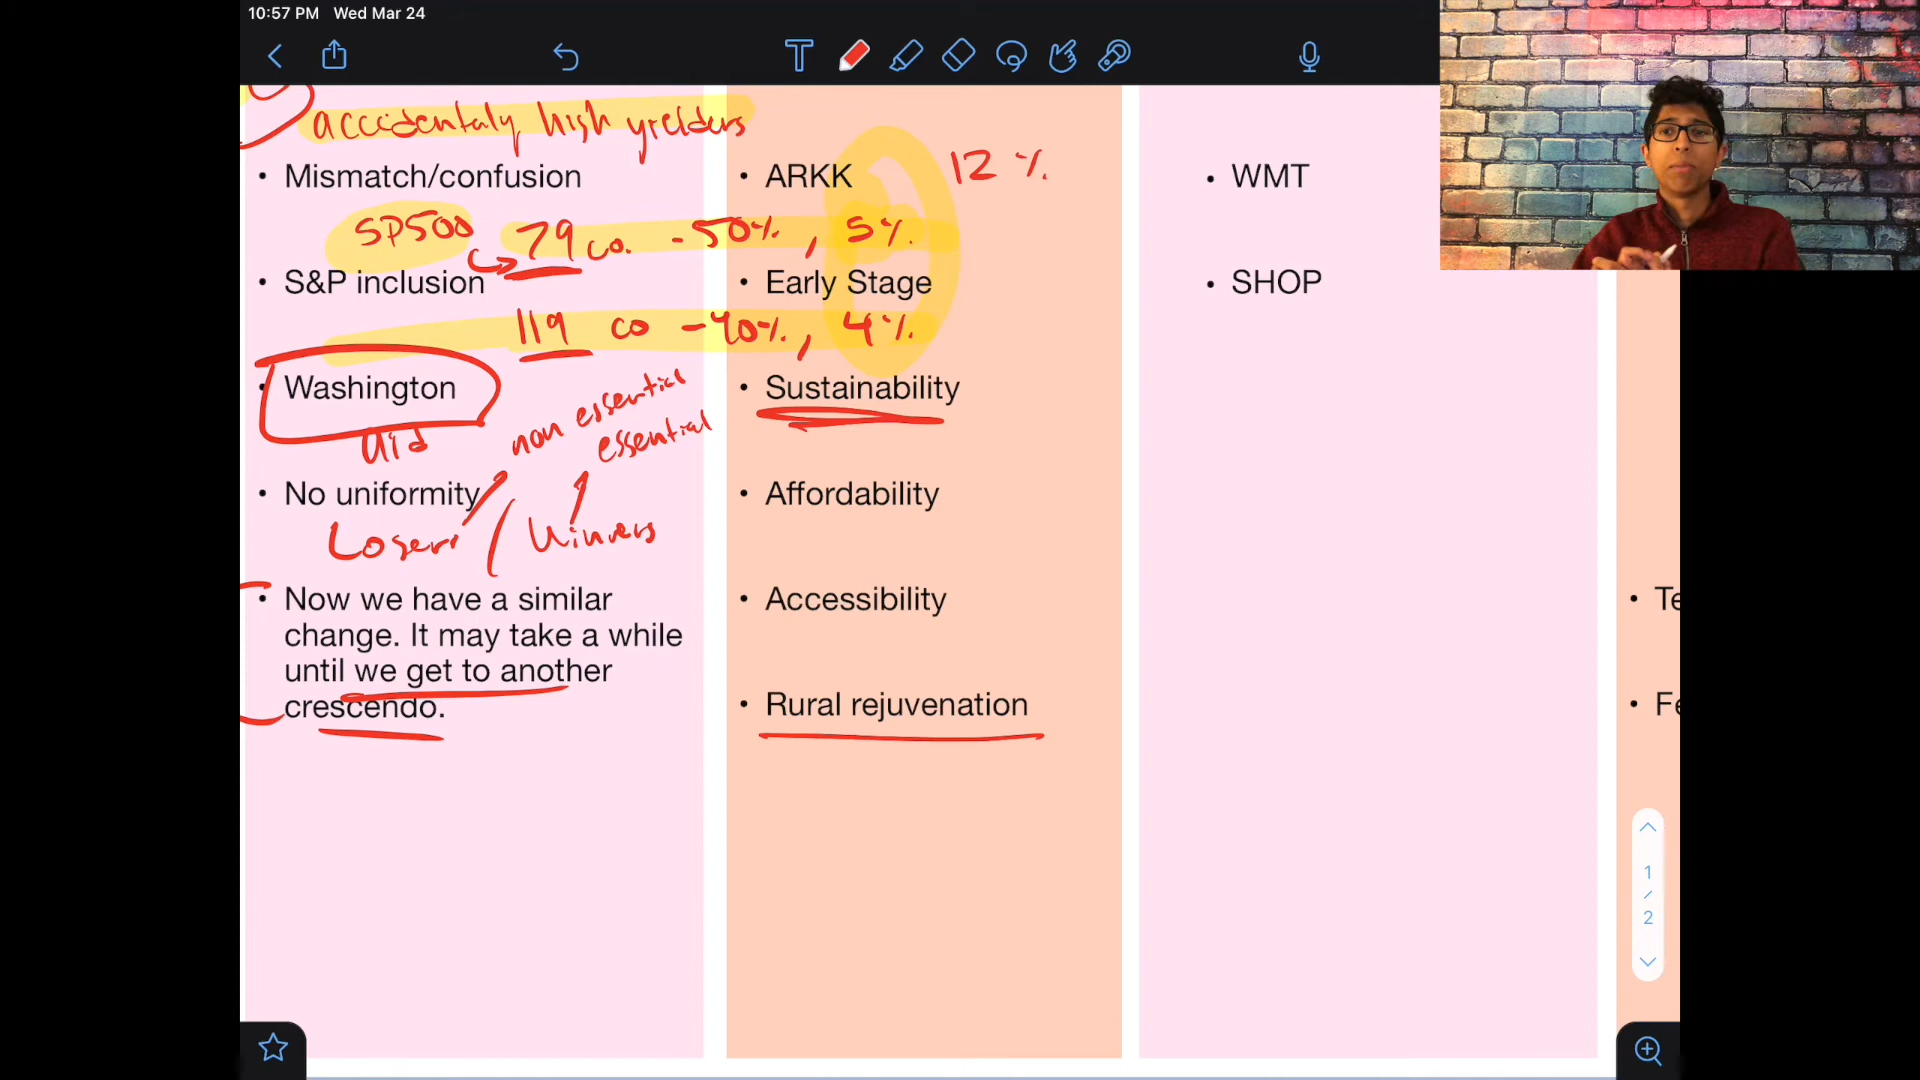 10:57 PM Wed Mar 24
accidentaly high yielders
• Mismatch/confusion
SP500 79 co. -50%, 5%
• S&P inclusion
119 co -40%, 4%
• Washington
aid
non essential
essential
• No uniformity
Losers / Winners
• Now we have a similar
change. It may take a while
until we get to another
crescendo.
• ARKK 12%
• Early Stage
• Sustainability
• Affordability
• Accessibility
• Rural rejuvenation
• WMT
• SHOP
• Te
• Fe
1
/
2